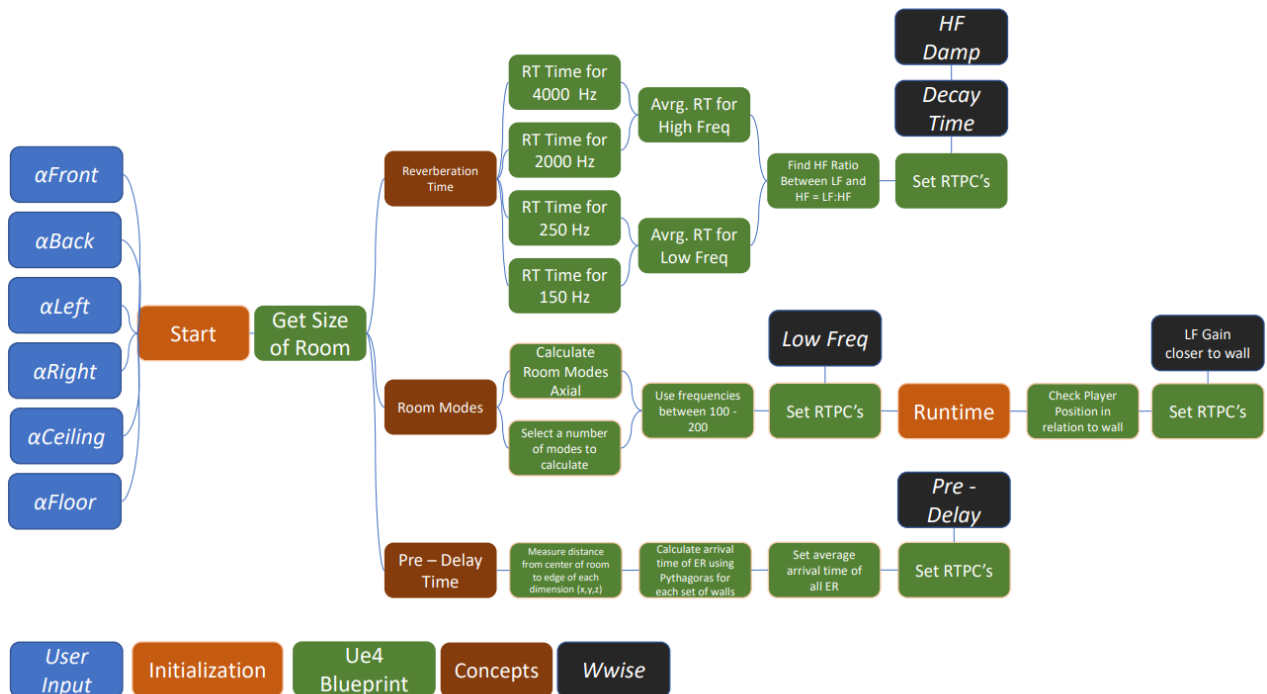 αFront
αBack
αLeft
αRight
αCeiling
αFloor
Start
Get Size
of Room
Reverberation
Time
RT Time for
4000 Hz
RT Time for
2000 Hz
RT Time for
250 Hz
RT Time for
150 Hz
Avrg. RT for
High Freq
Avrg. RT for
Low Freq
Find HF Ratio
Between LF and
HF = LF:HF
HF
Damp
Decay
Time
Set RTPC's
Room Modes
Calculate
Room Modes
Axial
Select a number
of modes to
calculate
Use frequencies
between 100 -
200
Low Freq
Set RTPC's
Runtime
Check Player
Position in
relation to wall
LF Gain
closer to wall
Set RTPC's
Pre – Delay
Time
Measure distance
from center of room
to edge of each
dimension (x,y,z)
Calculate arrival
time of ER using
Pythagoras for
each set of walls
Set average
arrival time of
all ER
Pre -
Delay
Set RTPC's
User
Input
Initialization
Ue4
Blueprint
Concepts
Wwise